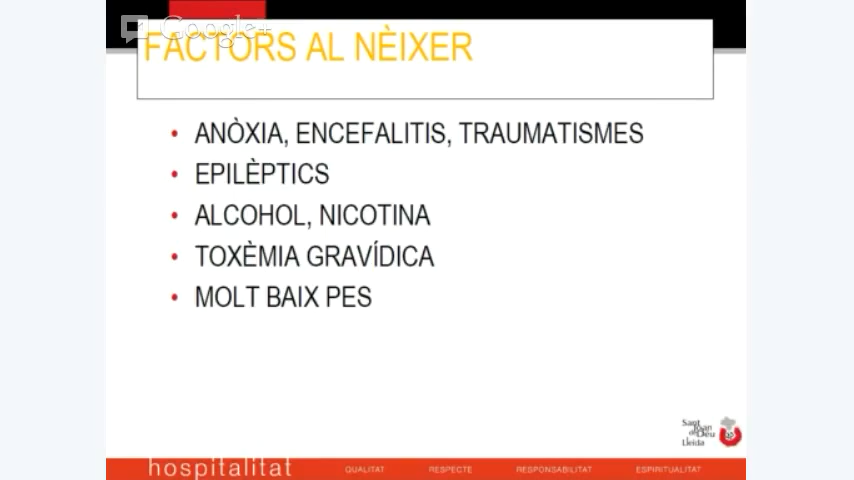 Google+
FACTORS AL NÈIXER
• ANÒXIA, ENCEFALITIS, TRAUMATISMES
• EPILÈPTICS
• ALCOHOL, NICOTINA
• TOXÈMIA GRAVÍDICA
• MOLT BAIX PES
Sant
Joan
de Déu
Lleida
hospitalitat QUALITAT RESPECTE RESPONSABILITAT ESPIRITUALITAT